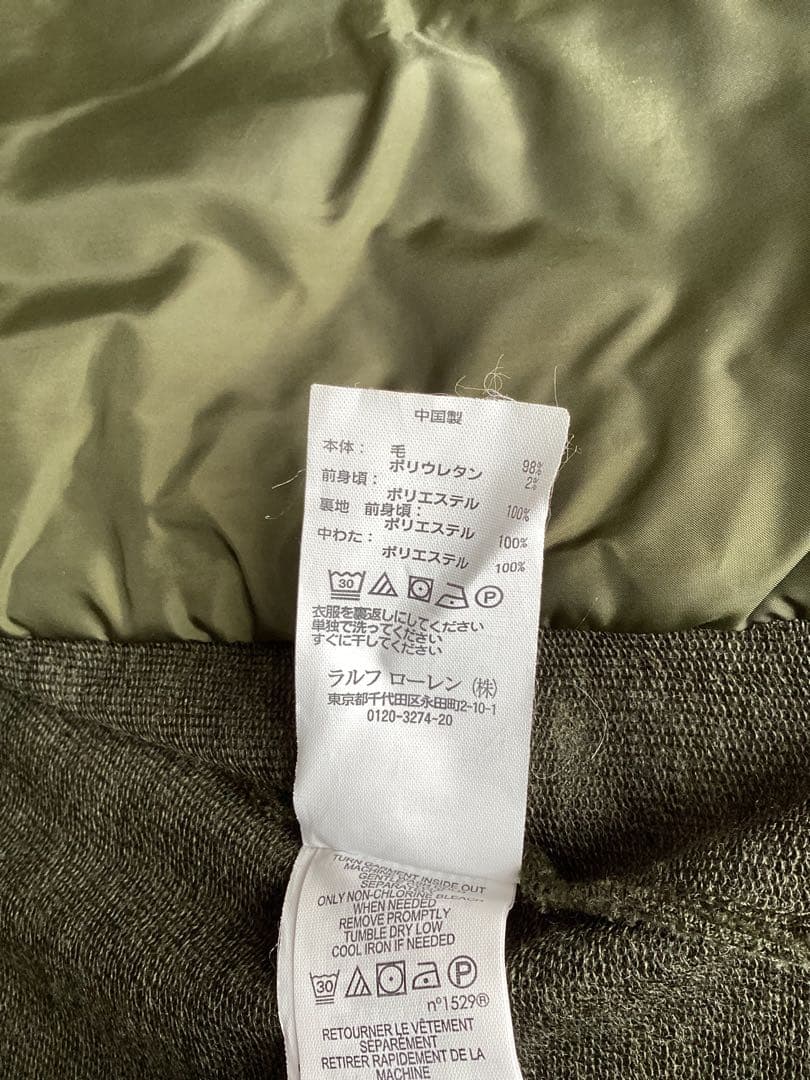 中国製
本体： 毛 98%
ポリウレタン 2%
前身頃： ポリエステル 100%
裏地 前身頃：
ポリエステル 100%
中わた： ポリエステル 100%
30 P
衣服を裏返しにしてください
単独で洗ってください
すぐに干してください
ラルフ ローレン（株）
東京都千代田区永田町2-10-1
0120-3274-20
TURN GARMENT INSIDE OUT
ONLY NON-CHLORINE BLEACH
WHEN NEEDED
REMOVE PROMPTLY
TUMBLE DRY LOW
COOL IRON IF NEEDED
30 P
nº1529®
RETOURNER LE VÊTEMENT
SÉPARÉMENT
RETIRER RAPIDEMENT DE LA
MACHINE